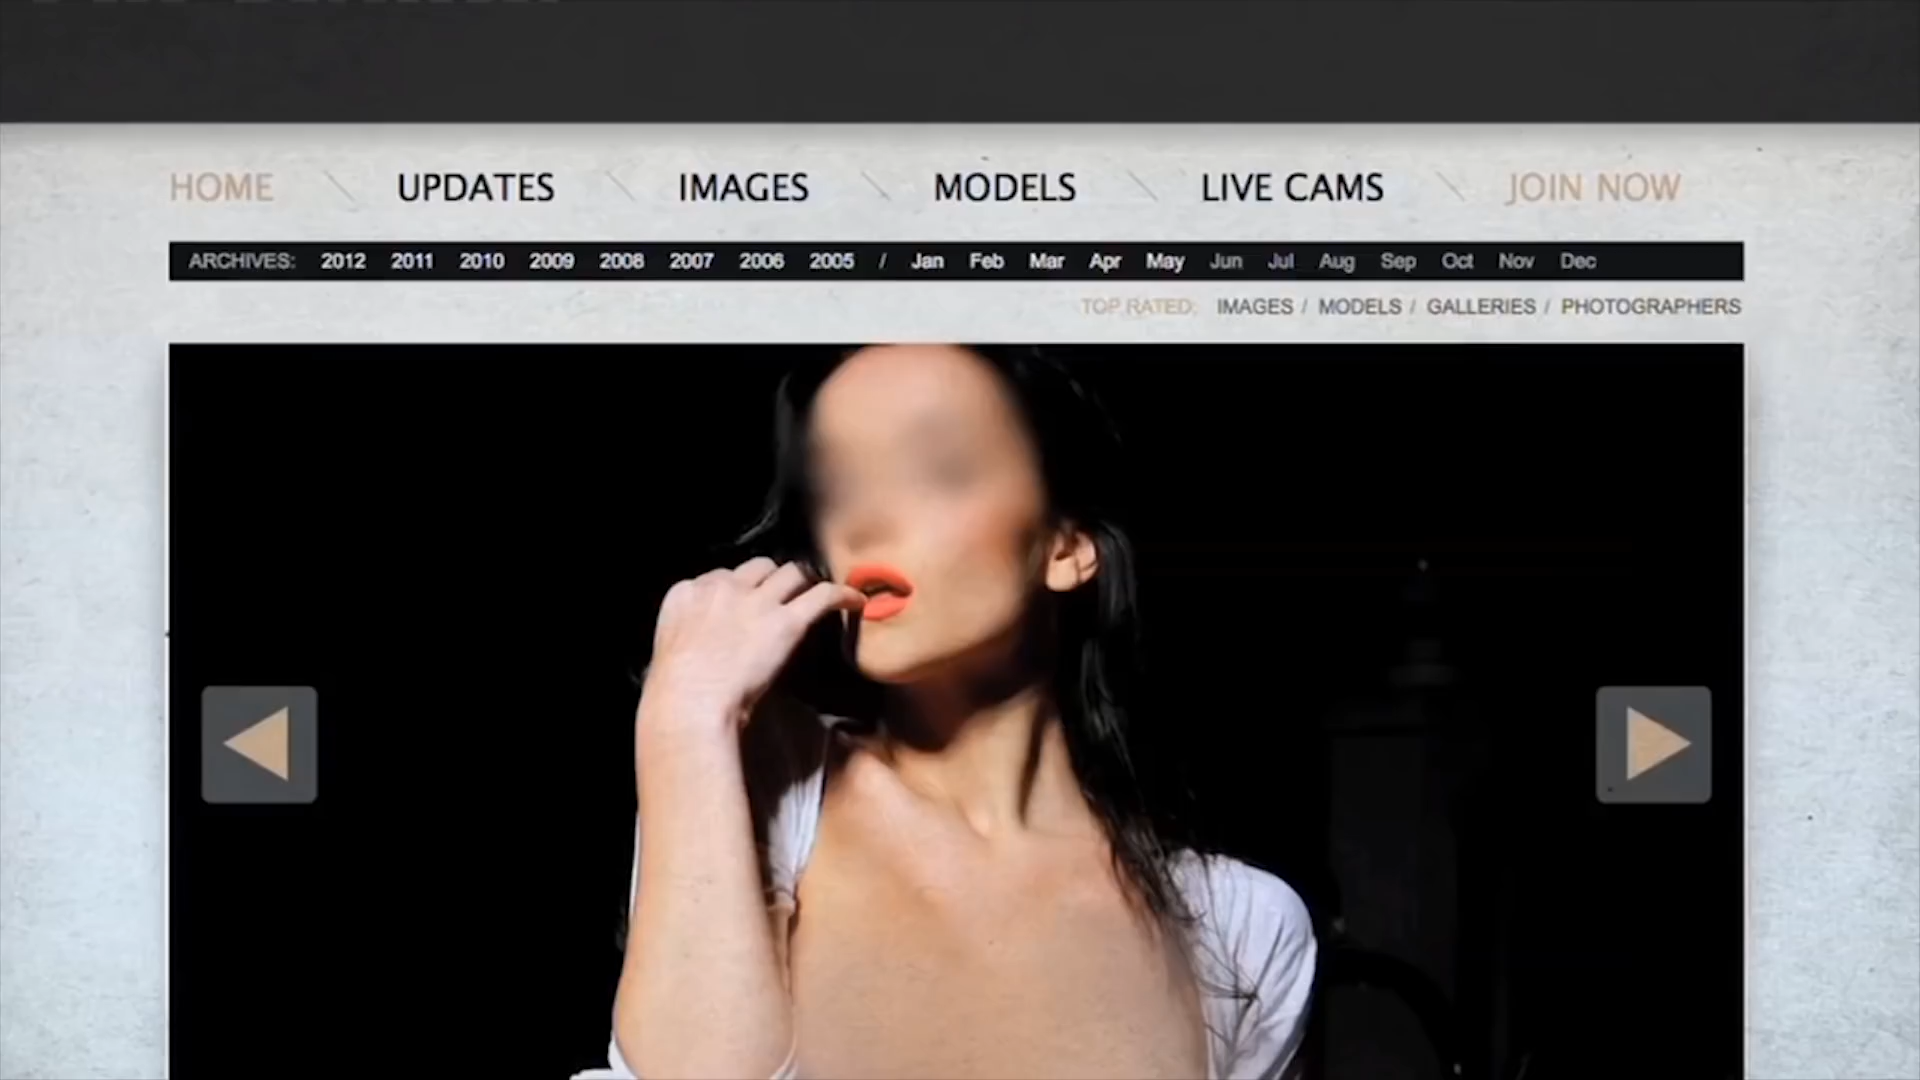 HOME UPDATES IMAGES MODELS LIVE CAMS JOIN NOW
ARCHIVES: 2012 2011 2010 2009 2008 2007 2006 2005 / Jan Feb Mar Apr May Jun Jul Aug Sep Oct Nov Dec
TOP RATED: IMAGES / MODELS / GALLERIES / PHOTOGRAPHERS